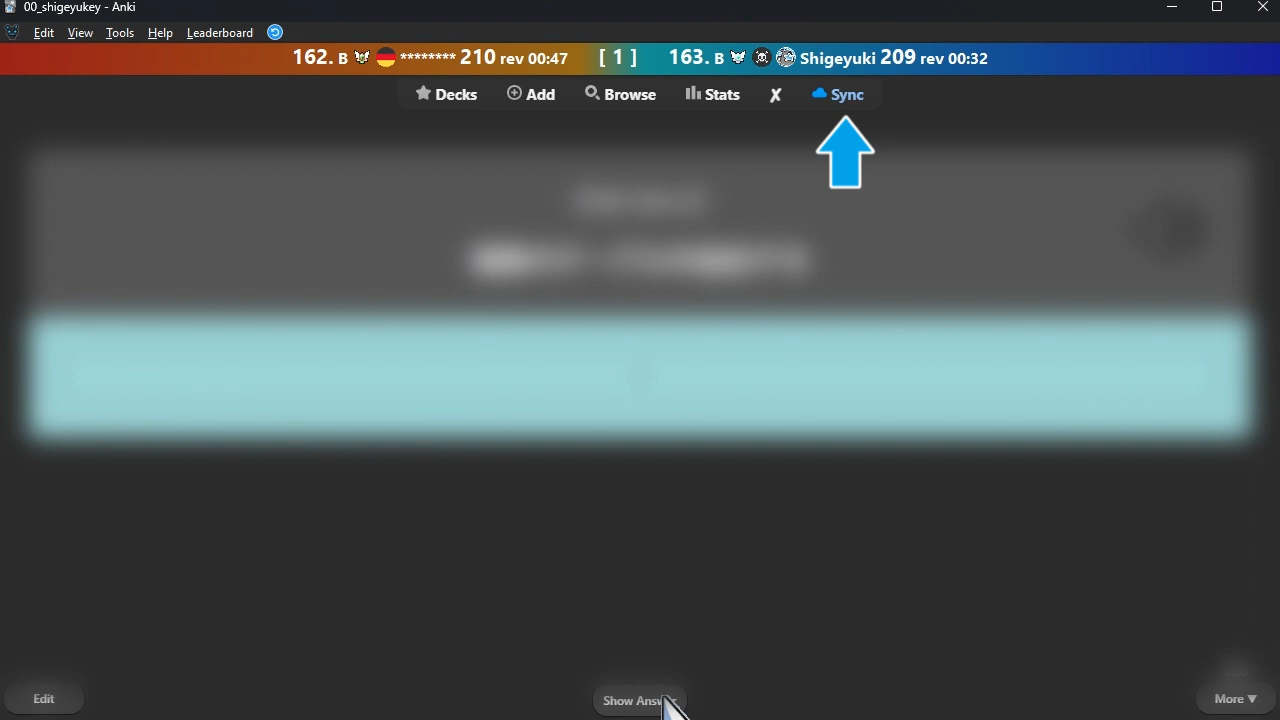 00_shigeyukey - Anki
Edit View Tools Help Leaderboard
162. B ******** 210 rev 00:47 [ 1 ] 163. B Shigeyuki 209 rev 00:32
Decks Add Browse Stats X Sync
Edit Show Answer More ▼